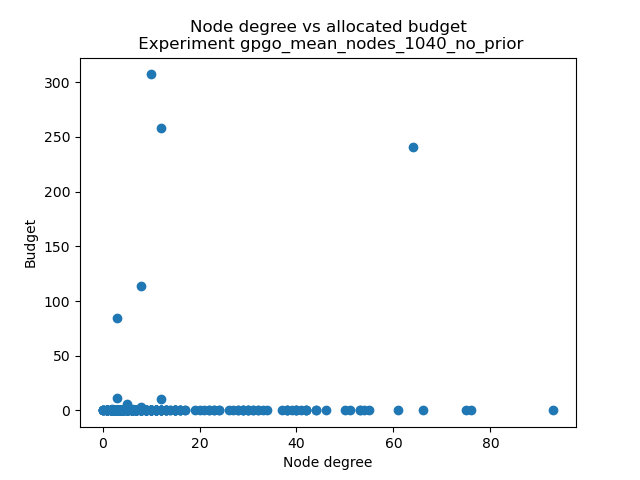 Node degree vs allocated budget
Experiment gpgo_mean_nodes_1040_no_prior
300
250
200
150
100
50
0
Budget
0 20 40 60 80
Node degree